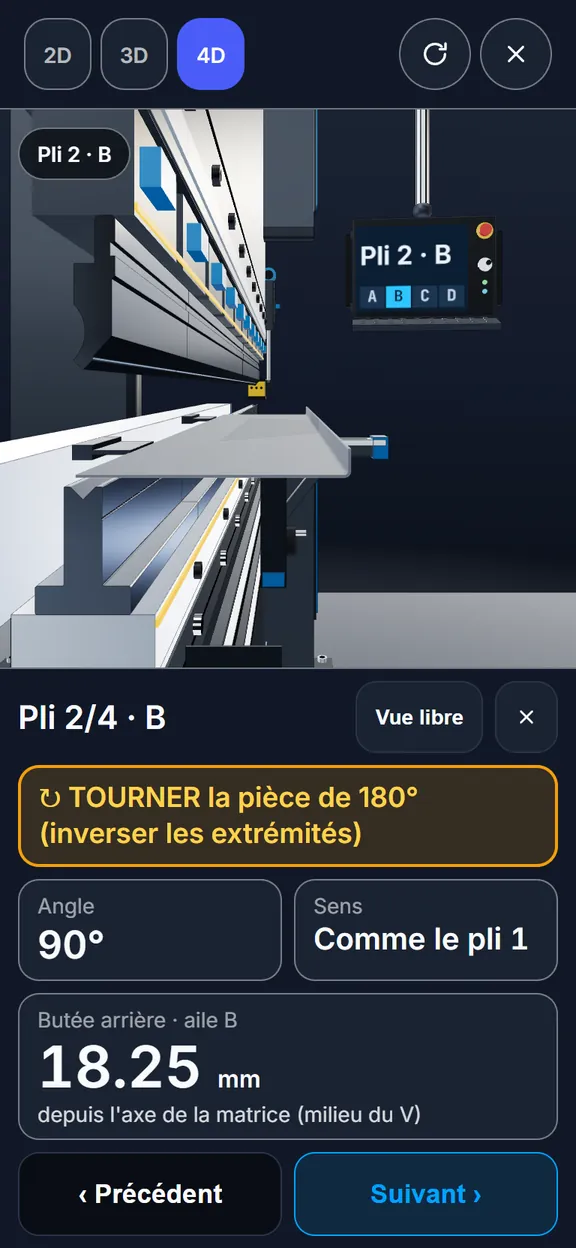 2D
3D
4D
Pli 2 · B
Pli 2 · B
A B C D
Pli 2/4 · B
Vue libre
↻ TOURNER la pièce de 180°
(inverser les extrémités)
Angle
90°
Sens
Comme le pli 1
Butée arrière · aile B
18.25 mm
depuis l'axe de la matrice (milieu du V)
‹ Précédent
Suivant ›